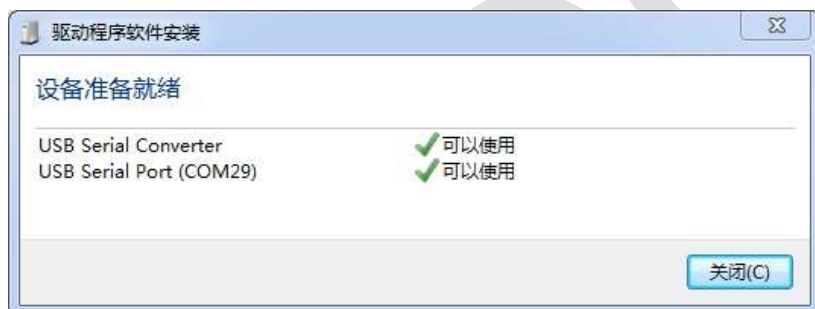 驱动程序软件安装
设备准备就绪
USB Serial Converter 可以使用
USB Serial Port (COM29) 可以使用
关闭(C)